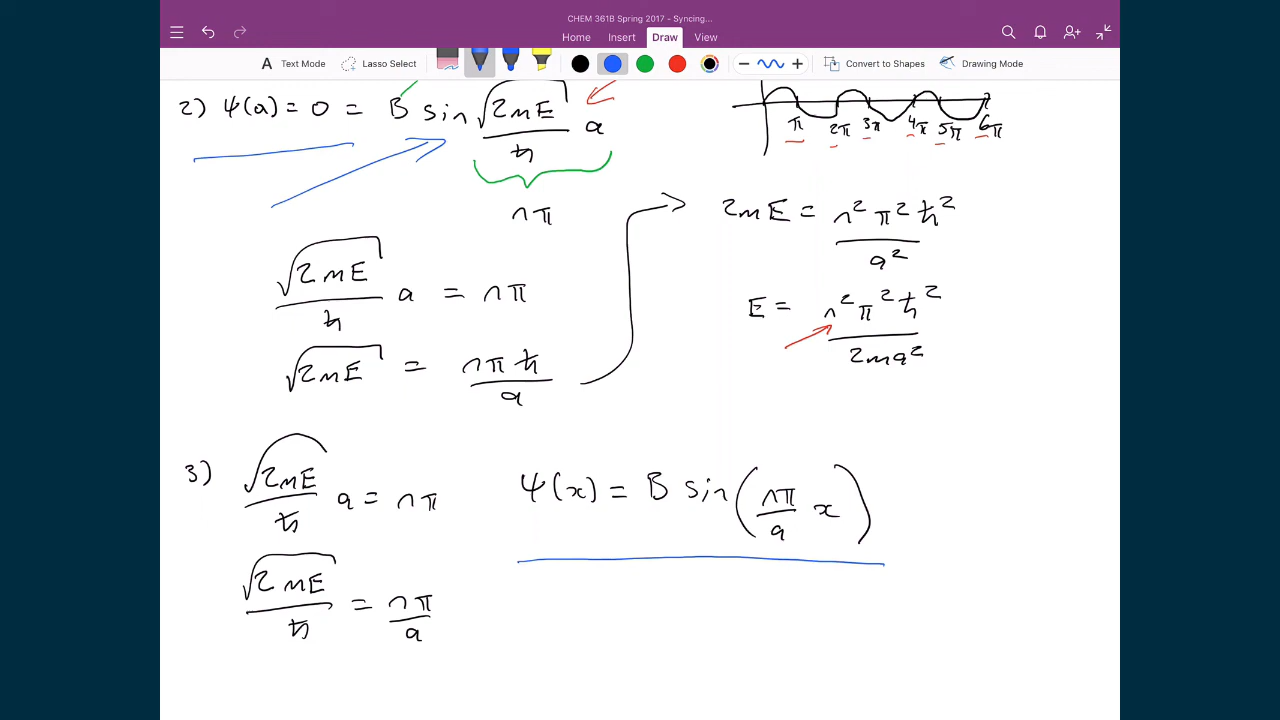 CHEM 361B Spring 2017 - Syncing...
Home Insert Draw View
Text Mode Lasso Select Convert to Shapes Drawing Mode
2) Ψ(a) = 0 = B sin √(2mE)/ħ a
nπ
π 2π 3π 4π 5π 6π
2mE = n²π²ħ²/a²
√(2mE)/ħ a = nπ
E = n²π²ħ²/2ma²
√(2mE) = nπħ/a
3) √(2mE)/ħ a = nπ
Ψ(x) = B sin(nπ/a x)
√(2mE)/ħ = nπ/a